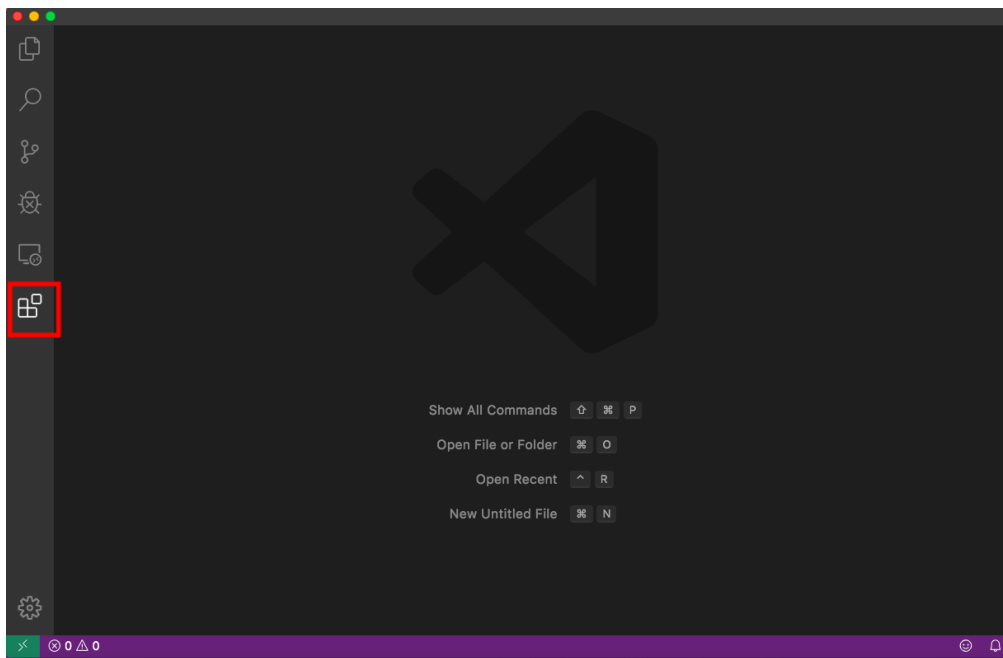 Show All Commands ⇧ ⌘ P
Open File or Folder ⌘ O
Open Recent ^ R
New Untitled File ⌘ N
0 0